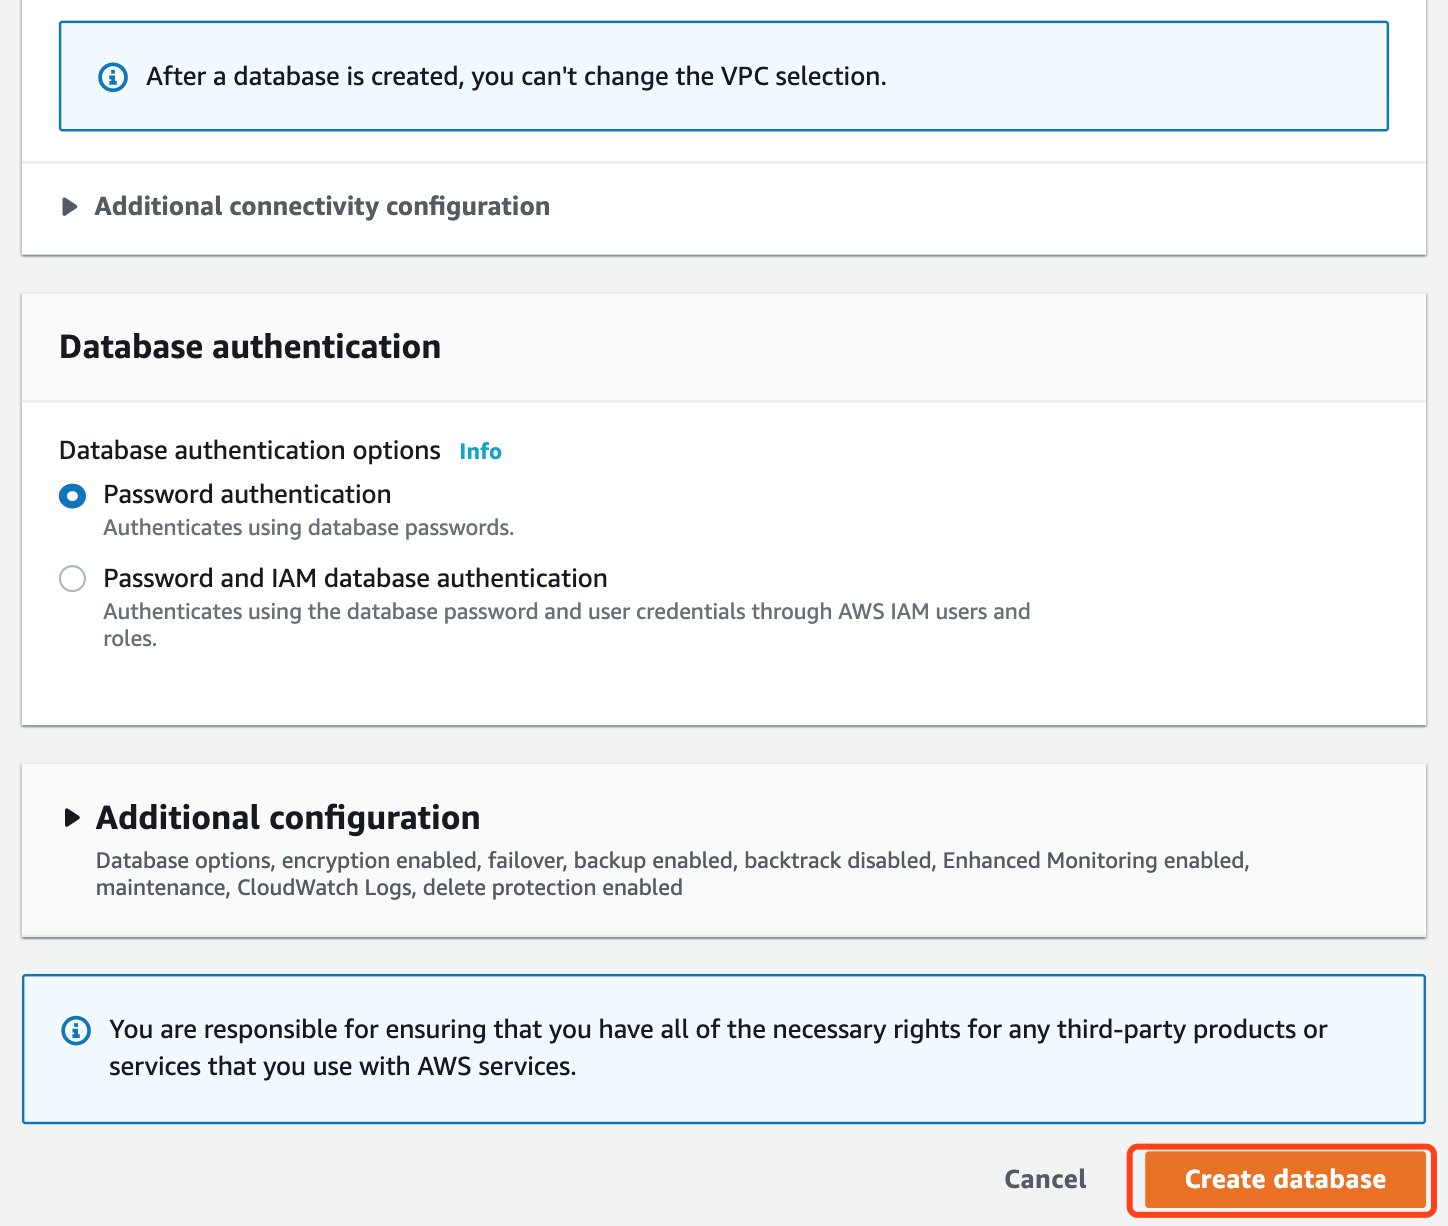 After a database is created, you can't change the VPC selection.
Additional connectivity configuration
Database authentication
Database authentication options Info
Password authentication
Authenticates using database passwords.
Password and IAM database authentication
Authenticates using the database password and user credentials through AWS IAM users and
roles.
Additional configuration
Database options, encryption enabled, failover, backup enabled, backtrack disabled, Enhanced Monitoring enabled,
maintenance, CloudWatch Logs, delete protection enabled
You are responsible for ensuring that you have all of the necessary rights for any third-party products or
services that you use with AWS services.
Cancel Create database